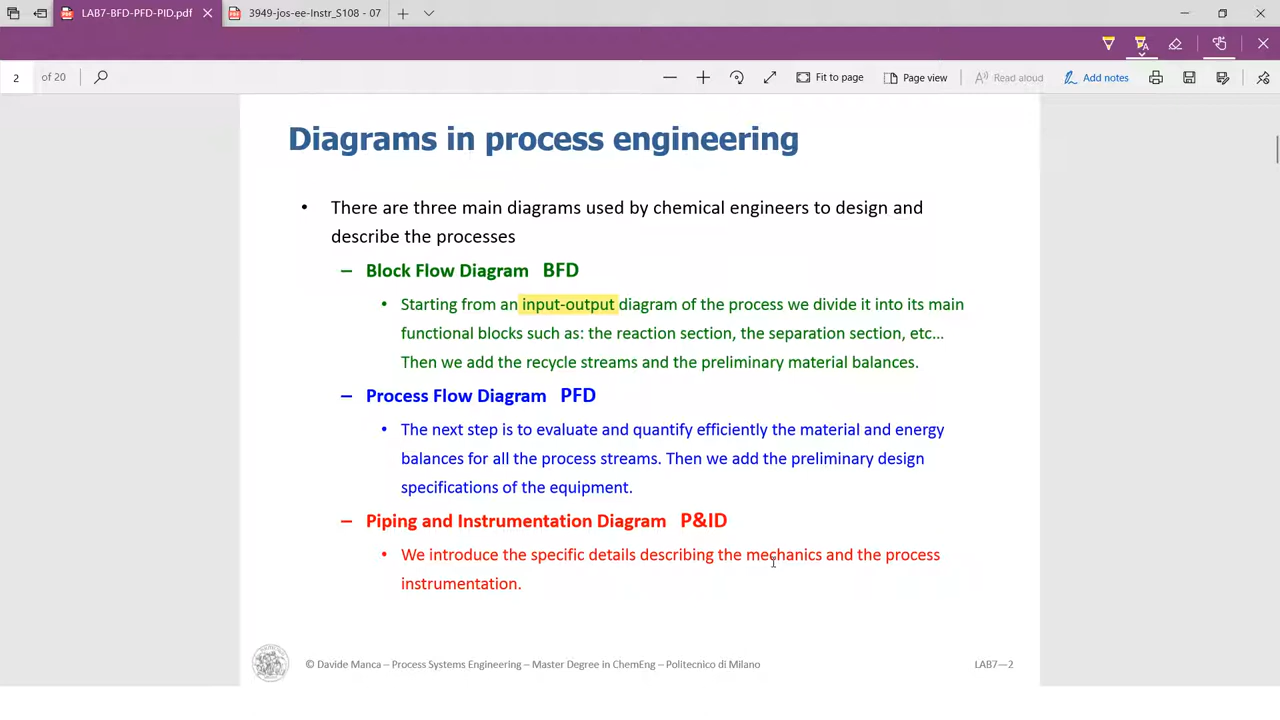 LAB7-BFD-PFD-PID.pdf
3949-jos-ee-Instr_S108 - 07
2 of 20
Fit to page
Page view
Read aloud
Add notes
Diagrams in process engineering
• There are three main diagrams used by chemical engineers to design and
describe the processes
– Block Flow Diagram BFD
• Starting from an input-output diagram of the process we divide it into its main
functional blocks such as: the reaction section, the separation section, etc...
Then we add the recycle streams and the preliminary material balances.
– Process Flow Diagram PFD
• The next step is to evaluate and quantify efficiently the material and energy
balances for all the process streams. Then we add the preliminary design
specifications of the equipment.
– Piping and Instrumentation Diagram P&ID
• We introduce the specific details describing the mechanics and the process
instrumentation.
© Davide Manca – Process Systems Engineering – Master Degree in ChemEng – Politecnico di Milano
LAB7—2